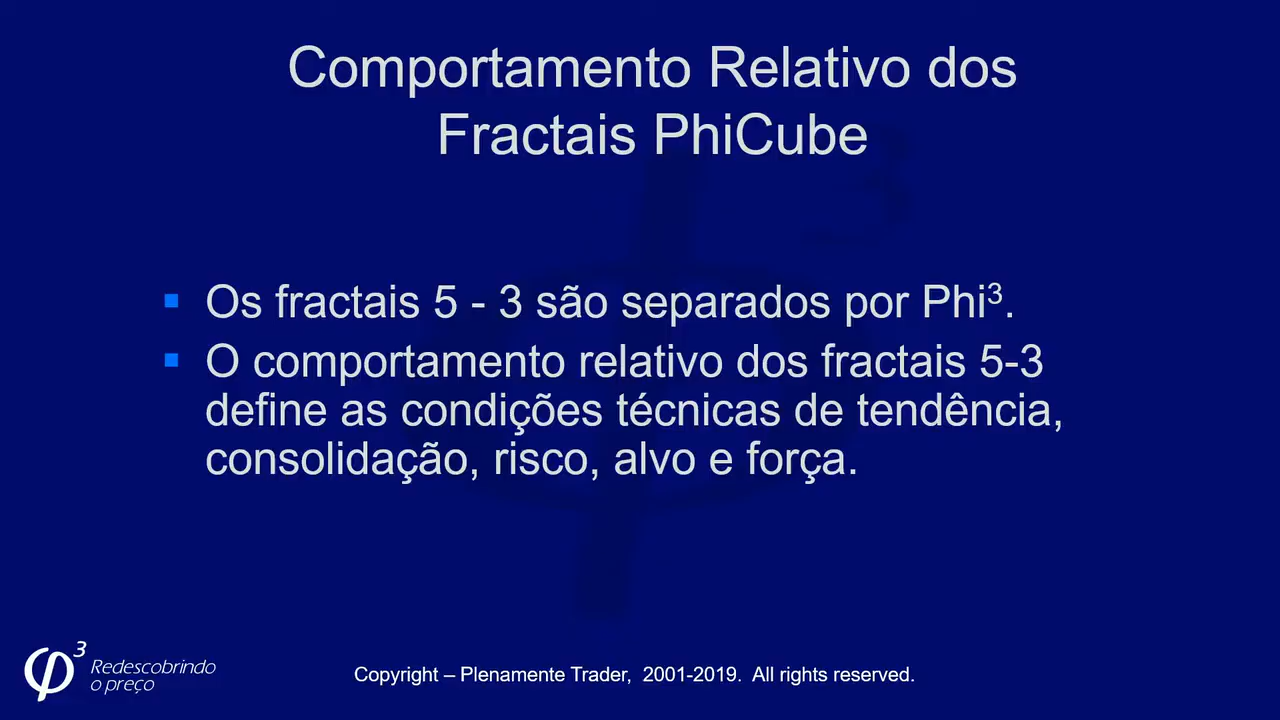 Comportamento Relativo dos
Fractais PhiCube
▪ Os fractais 5 - 3 são separados por Phi³.
▪ O comportamento relativo dos fractais 5-3
define as condições técnicas de tendência,
consolidação, risco, alvo e força.
φ³ Redescobrindo
o preço
Copyright – Plenamente Trader, 2001-2019. All rights reserved.